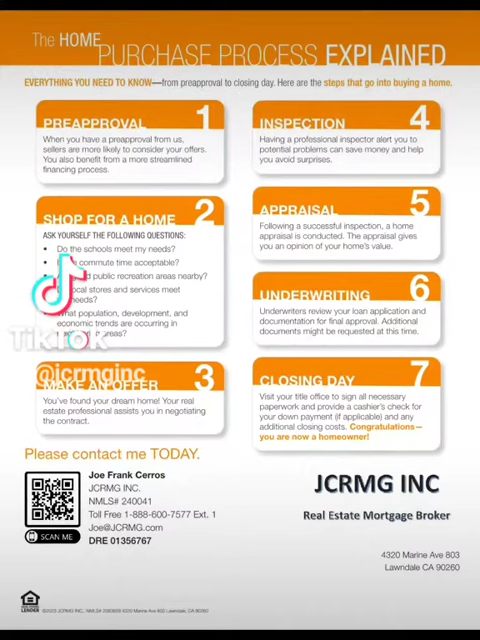 The HOME PURCHASE PROCESS EXPLAINED
EVERYTHING YOU NEED TO KNOW—from preapproval to closing day. Here are the steps that go into buying a home.
PREAPPROVAL 1
When you have a preapproval from us,
sellers are more likely to consider your offers.
You also benefit from a more streamlined
financing process.
SHOP FOR A HOME 2
ASK YOURSELF THE FOLLOWING QUESTIONS:
• Do the schools meet my needs?
commute time acceptable?
public recreation areas nearby?
local stores and services meet
needs?
What population, development, and
economic trends are occurring in
areas?
TikTok
@jcrmginc
MAKE AN OFFER 3
You've found your dream home! Your real
estate professional assists you in negotiating
the contract.
INSPECTION 4
Having a professional inspector alert you to
potential problems can save money and help
you avoid surprises.
APPRAISAL 5
Following a successful inspection, a home
appraisal is conducted. The appraisal gives
you an opinion of your home's value.
UNDERWRITING 6
Underwriters review your loan application and
documentation for final approval. Additional
documents might be requested at this time.
CLOSING DAY 7
Visit your title office to sign all necessary
paperwork and provide a cashier's check for
your down payment (if applicable) and any
additional closing costs. Congratulations—
you are now a homeowner!
Please contact me TODAY.
SCAN ME
Joe Frank Cerros
JCRMG INC.
NMLS# 240041
Toll Free 1-888-600-7577 Ext. 1
Joe@JCRMG.com
DRE 01356767
JCRMG INC
Real Estate Mortgage Broker
4320 Marine Ave 803
Lawndale CA 90260